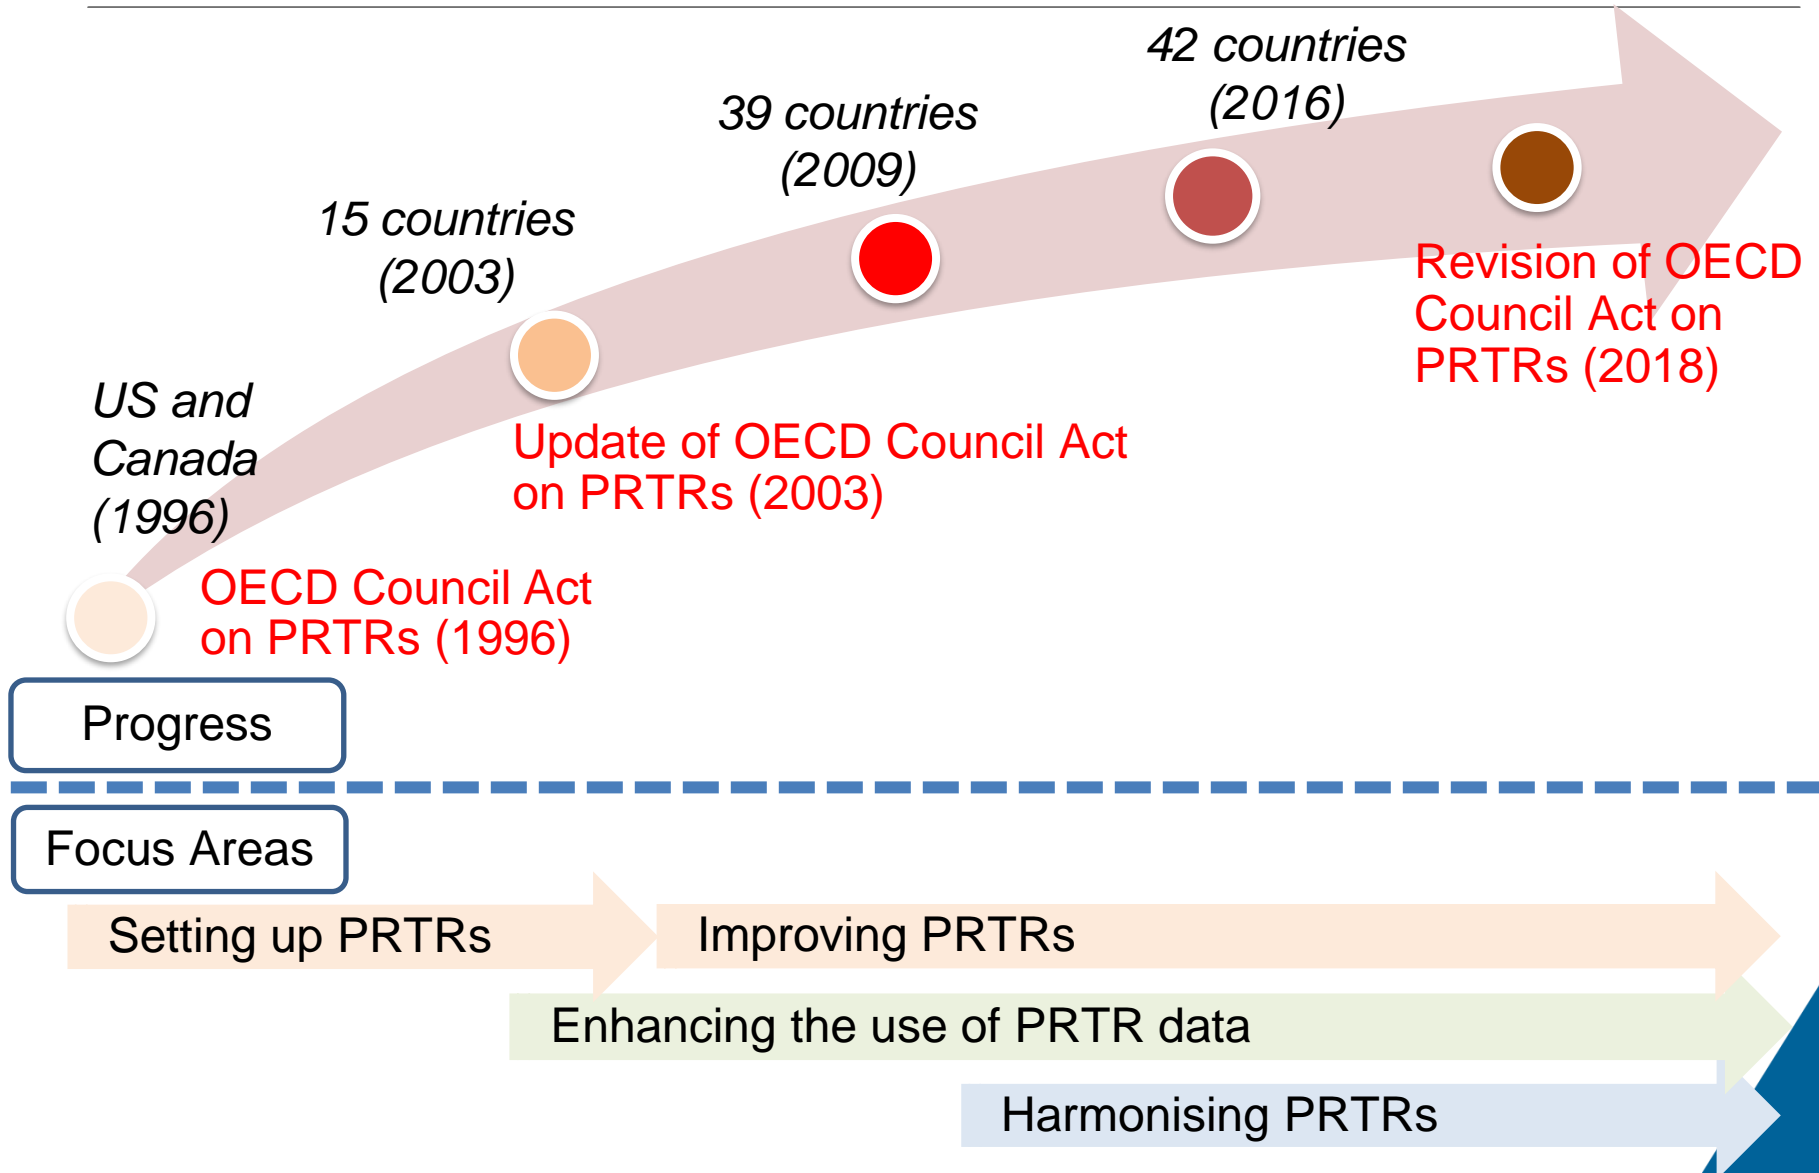 42 countries
(2016)
39 countries
(2009)
15 countries
(2003)
US and
Canada
(1996)
Revision of OECD
Council Act on
PRTRs (2018)
Update of OECD Council Act
on PRTRs (2003)
OECD Council Act
on PRTRs (1996)
Progress
Focus Areas
Setting up PRTRs
Improving PRTRs
Enhancing the use of PRTR data
Harmonising PRTRs